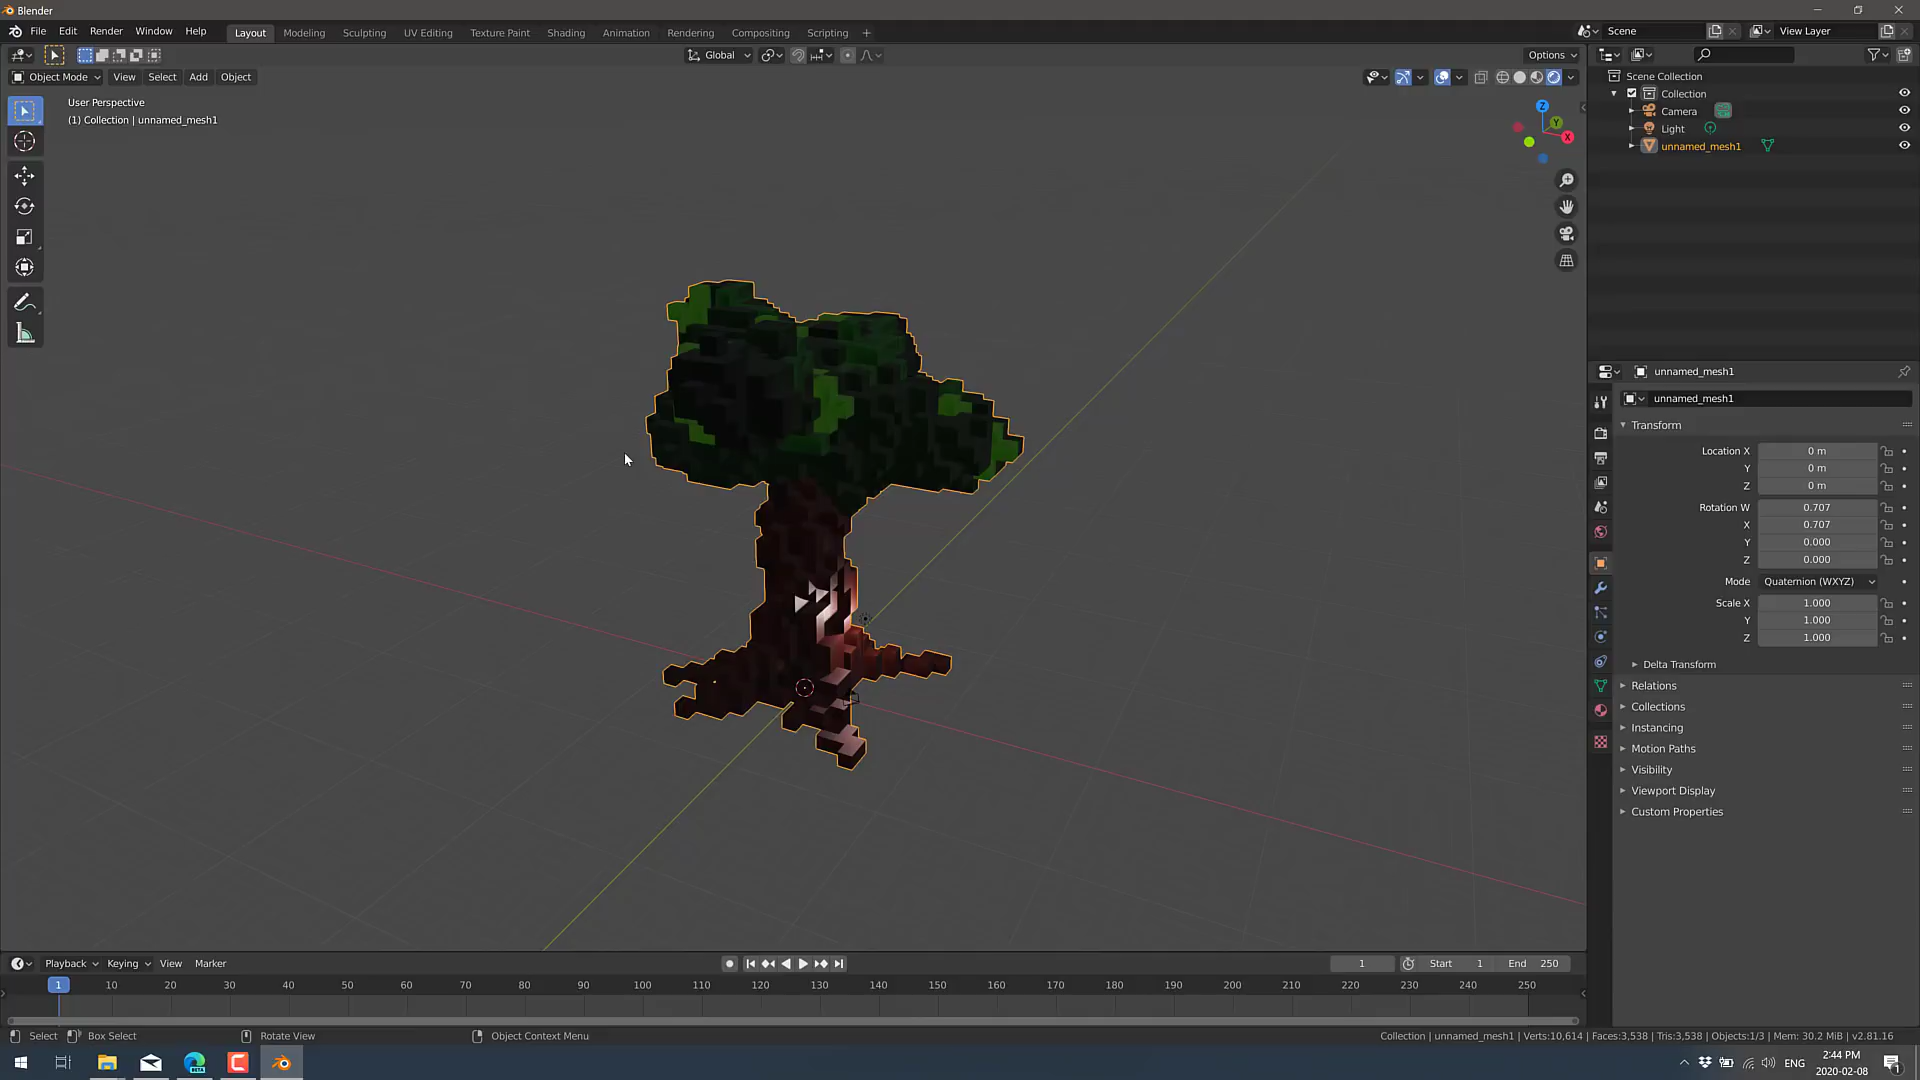 Blender
File Edit Render Window Help Layout Modeling Sculpting UV Editing Texture Paint Shading Animation Rendering Compositing Scripting + Scene View Layer
Global Options
Object Mode View Select Add Object
User Perspective
(1) Collection | unnamed_mesh1
Z
Y
X
Scene Collection
Collection
Camera
Light
unnamed_mesh1
unnamed_mesh1
unnamed_mesh1
Transform
Location X 0 m
Y 0 m
Z 0 m
Rotation W 0.707
X 0.707
Y 0.000
Z 0.000
Mode Quaternion (WXYZ)
Scale X 1.000
Y 1.000
Z 1.000
Delta Transform
Relations
Collections
Instancing
Motion Paths
Visibility
Viewport Display
Custom Properties
Playback Keying View Marker 1 Start 1 End 250
1 10 20 30 40 50 60 70 80 90 100 110 120 130 140 150 160 170 180 190 200 210 220 230 240 250
Select Box Select Rotate View Object Context Menu Collection | unnamed_mesh1 | Verts:10,614 | Faces:3,538 | Tris:3,538 | Objects:1/3 | Mem: 30.2 MiB | v2.81.16
BETA
ENG
2:44 PM
2020-02-08
1